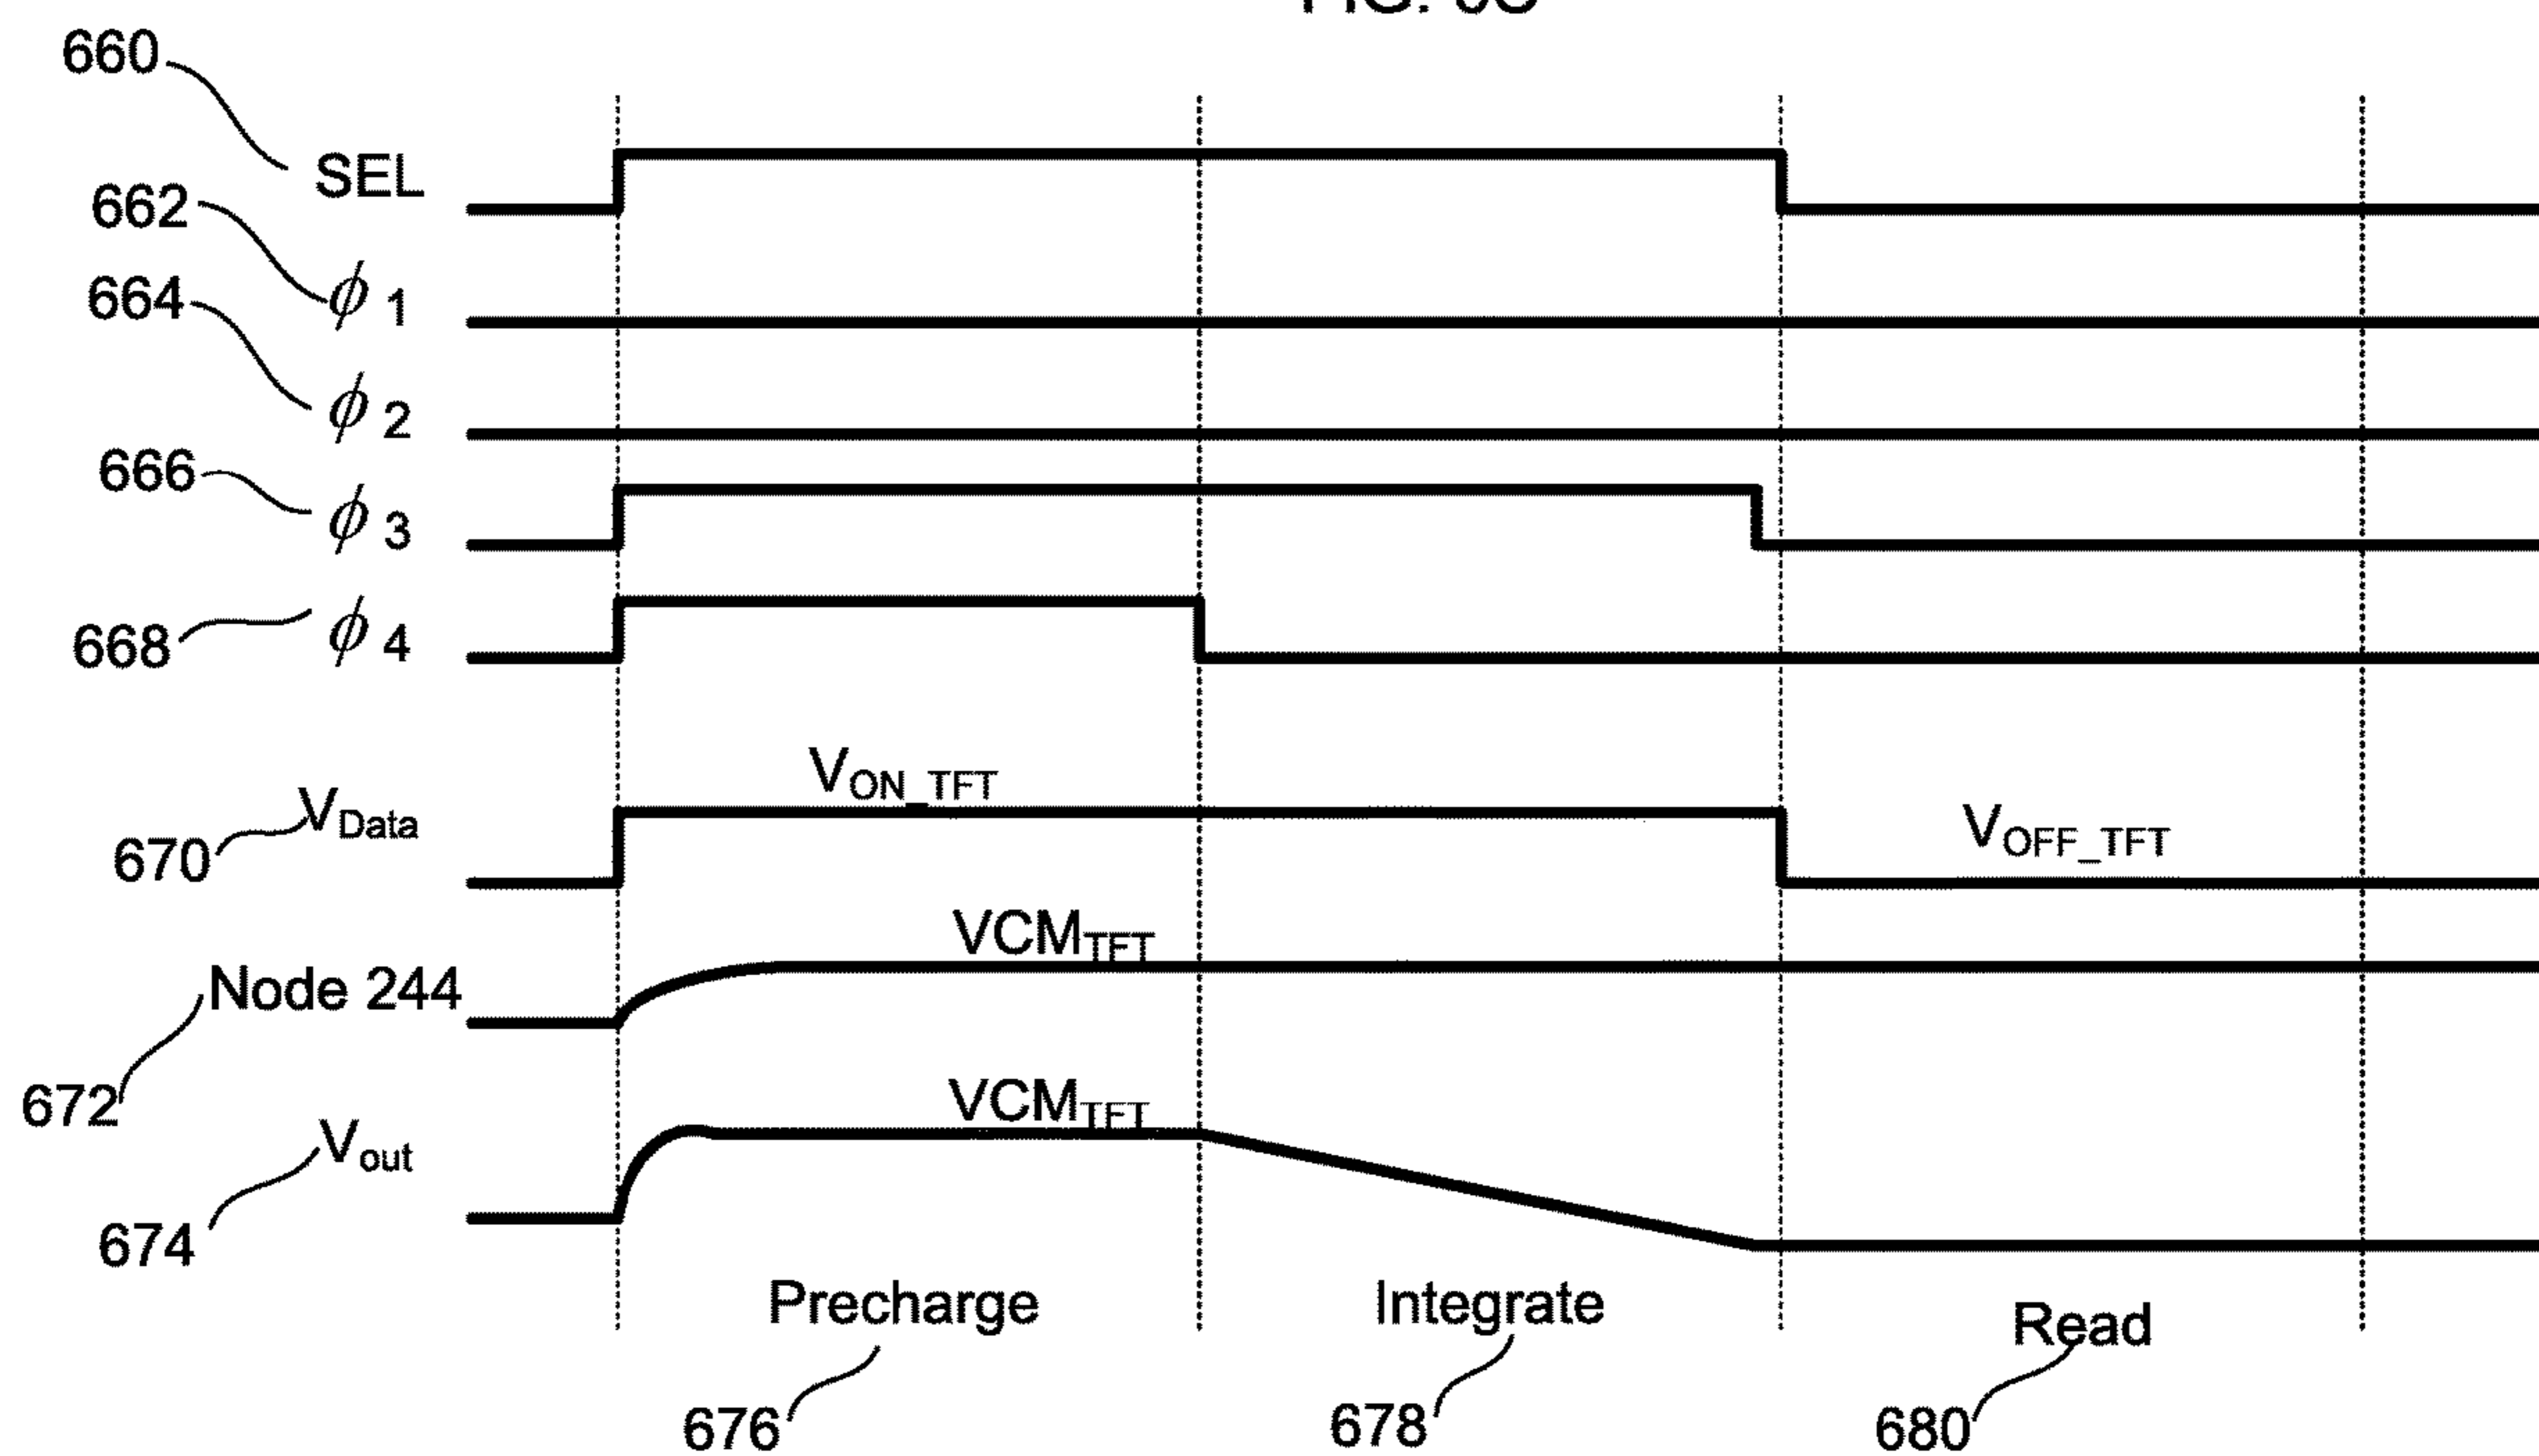 660
SEL
662
ϕ 1
664
ϕ 2
666
ϕ 3
668
ϕ 4
V_ON_TFT
V_Data
670
V_OFF_TFT
VCM_TFT
Node 244
672
VCM_TFT
V_out
674
Precharge
Integrate
Read
676
678
680